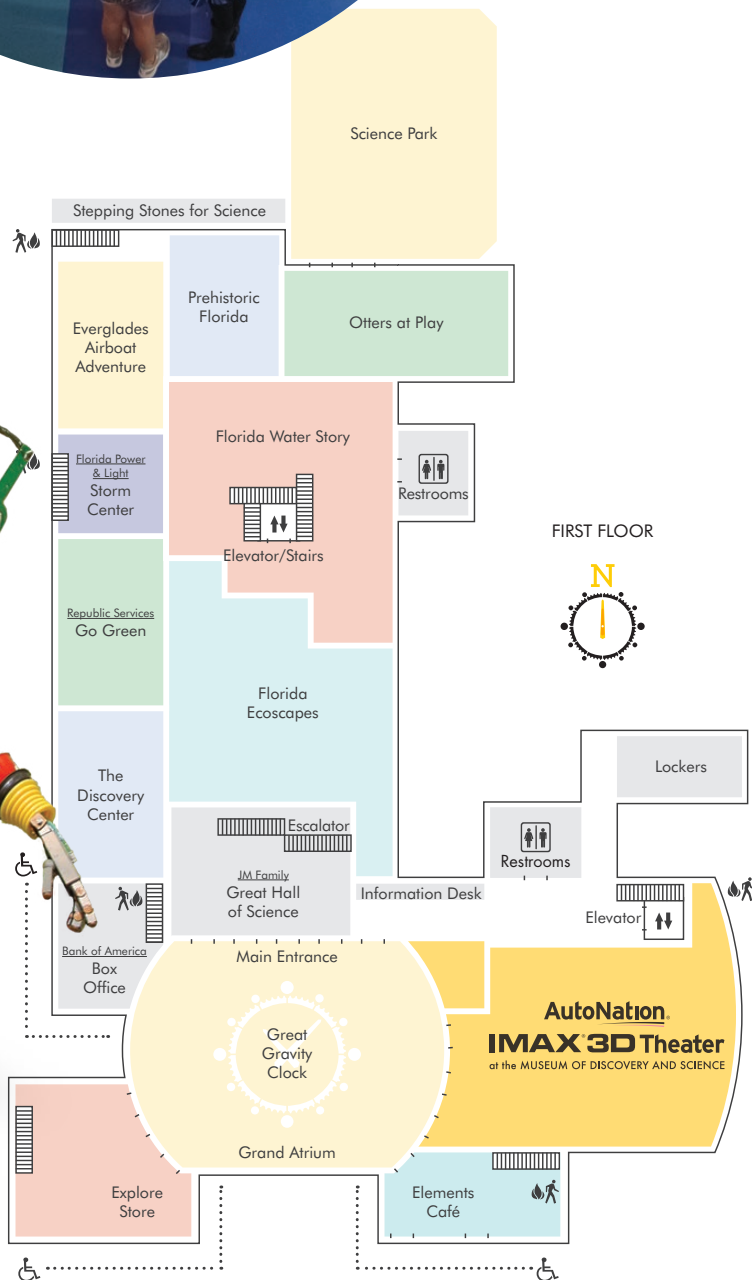 Science Park
Stepping Stones for Science
Prehistoric
Florida
Otters at Play
Everglades
Airboat
Adventure
Florida Water Story
Florida Power
& Light
Storm
Center
Restrooms
Elevator/Stairs
FIRST FLOOR
N
Republic Services
Go Green
Florida
Ecoscapes
The
Discovery
Center
Lockers
Escalator
JM Family
Great Hall
of Science
Restrooms
Information Desk
Elevator
Bank of America
Box
Office
Main Entrance
Great
Gravity
Clock
AutoNation.
IMAX® 3D Theater
at the MUSEUM OF DISCOVERY AND SCIENCE
Grand Atrium
Explore
Store
Elements
Café